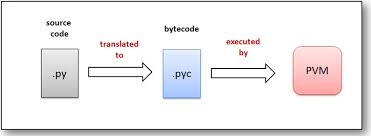 source
code
translated
to
bytecode
executed
by
.py
.pyc
PVM